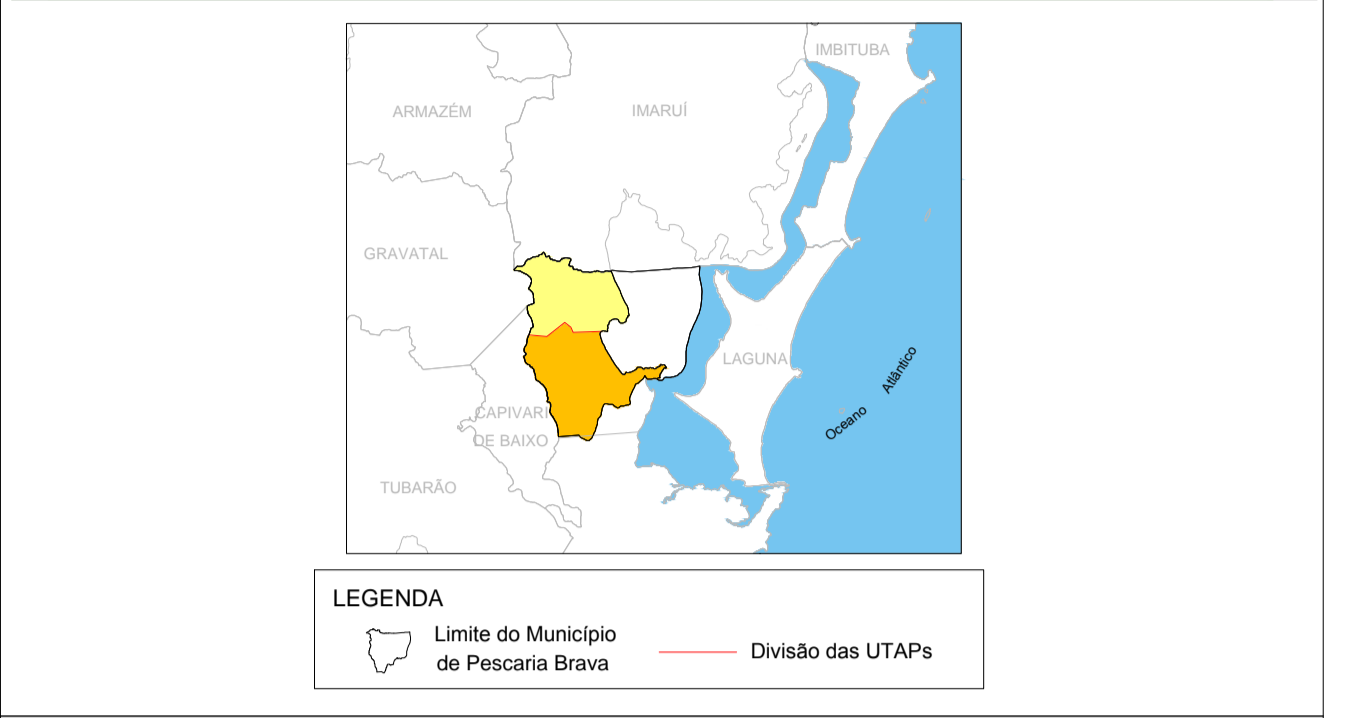 IMBITUBA
ARMAZÉM
IMARUÍ
GRAVATAL
LAGUNA
Oceano Atlântico
CAPIVARI
DE BAIXO
TUBARÃO
LEGENDA
Limite do Município
de Pescaria Brava
Divisão das UTAPs